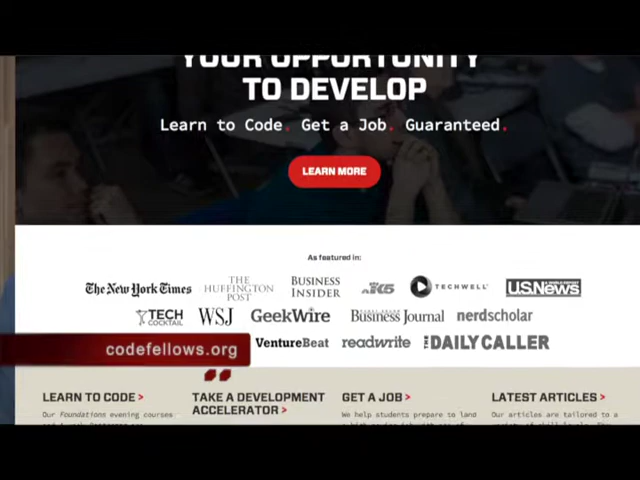 YOUR OPPORTUNITY
TO DEVELOP
Learn to Code. Get a Job. Guaranteed.
LEARN MORE
As featured in:
The New York Times THE HUFFINGTON POST BUSINESS INSIDER K5 TECHWELL U.S.News
TECH COCKTAIL WSJ GeekWire Business Journal nerdscholar
codefellows.org VentureBeat readwrite THE DAILY CALLER
LEARN TO CODE > TAKE A DEVELOPMENT ACCELERATOR > GET A JOB > LATEST ARTICLES >
Our Foundations evening courses We help students prepare to land Our articles are tailored to a